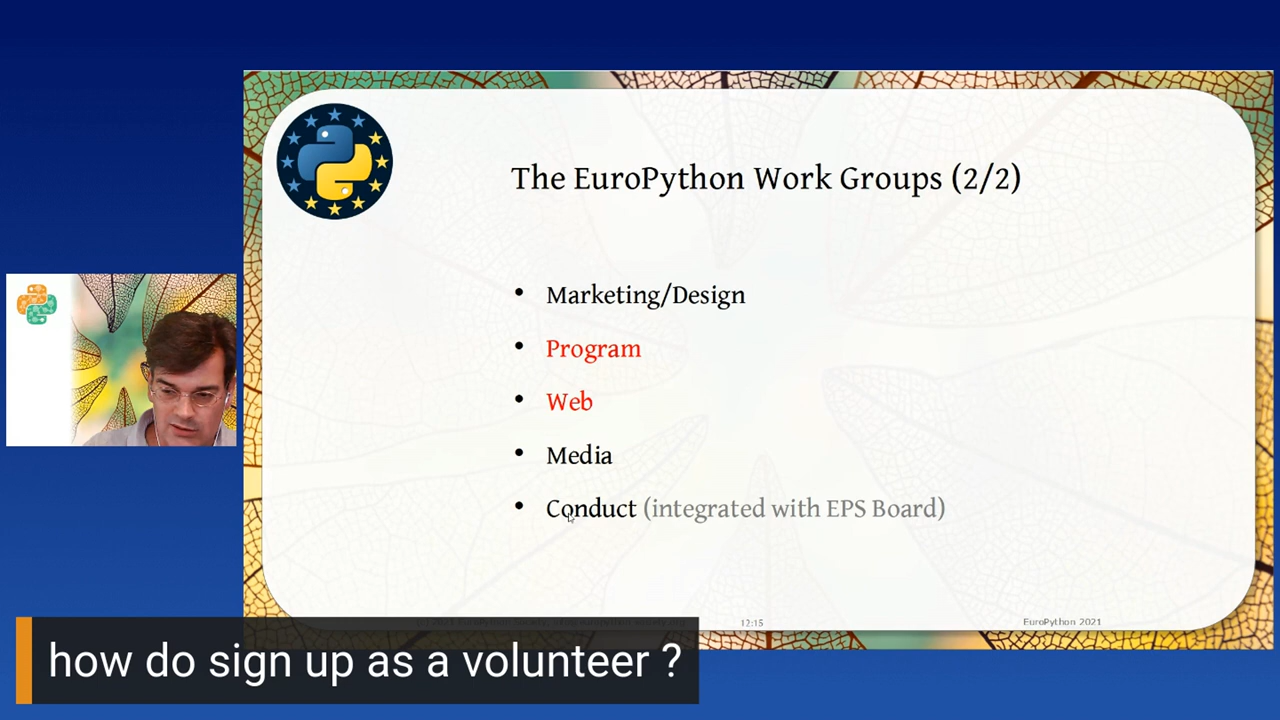 The EuroPython Work Groups (2/2)
• Marketing/Design
• Program
• Web
• Media
• Conduct (integrated with EPS Board)
12:15
EuroPython 2021
how do sign up as a volunteer ?